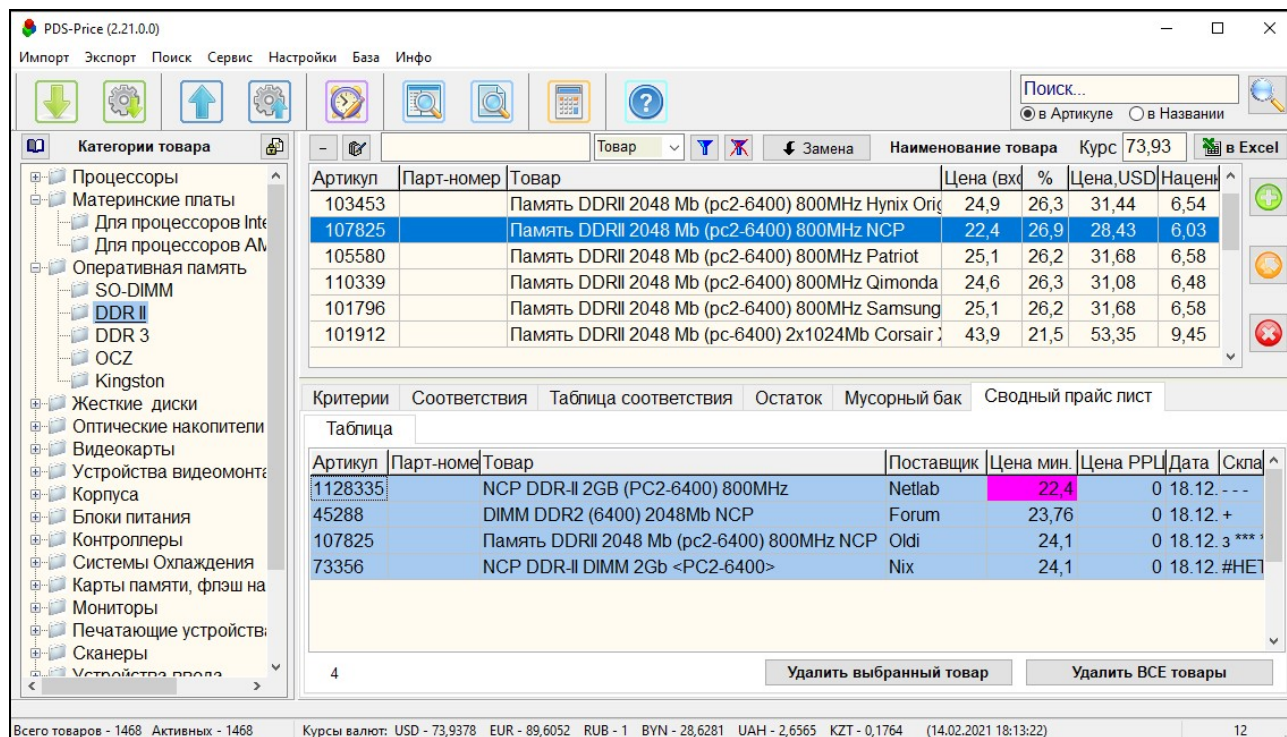 PDS-Price (2.21.0.0)
Импорт Экспорт Поиск Сервис Настройки База Инфо
Поиск...
в Артикуле в Названии
Категории товара
– Товар Замена Наименование товара Курс 73,93 в Excel
Процессоры
Материнские платы
Для процессоров Inte
Для процессоров AM
Оперативная память
SO-DIMM
DDR II
DDR 3
OCZ
Kingston
Жесткие диски
Оптические накопители
Видеокарты
Устройства видеомонта
Корпуса
Блоки питания
Контроллеры
Системы Охлаждения
Карты памяти, флэш на
Мониторы
Печатающие устройства
Сканеры
Устройства ввода
Артикул Парт-номер Товар Цена (вхо % Цена,USD Наценк
103453 Память DDRII 2048 Mb (pc2-6400) 800MHz Hynix Orig 24,9 26,3 31,44 6,54
107825 Память DDRII 2048 Mb (pc2-6400) 800MHz NCP 22,4 26,9 28,43 6,03
105580 Память DDRII 2048 Mb (pc2-6400) 800MHz Patriot 25,1 26,2 31,68 6,58
110339 Память DDRII 2048 Mb (pc2-6400) 800MHz Qimonda 24,6 26,3 31,08 6,48
101796 Память DDRII 2048 Mb (pc2-6400) 800MHz Samsung 25,1 26,2 31,68 6,58
101912 Память DDRII 2048 Mb (pc-6400) 2x1024Mb Corsair 43,9 21,5 53,35 9,45
Критерии Соответствия Таблица соответствия Остаток Мусорный бак Сводный прайс лист
Таблица
Артикул Парт-номе Товар Поставщик Цена мин. Цена РРЦ Дата Скла
1128335 NCP DDR-II 2GB (PC2-6400) 800MHz Netlab 22,4 0 18.12. - - -
45288 DIMM DDR2 (6400) 2048Mb NCP Forum 23,76 0 18.12. +
107825 Память DDRII 2048 Mb (pc2-6400) 800MHz NCP Oldi 24,1 0 18.12. з *** *
73356 NCP DDR-II DIMM 2Gb <PC2-6400> Nix 24,1 0 18.12. #НЕТ
4 Удалить выбранный товар Удалить ВСЕ товары
Всего товаров - 1468 Активных - 1468 Курсы валют: USD - 73,9378 EUR - 89,6052 RUB - 1 BYN - 28,6281 UAH - 2,6565 KZT - 0,1764 (14.02.2021 18:13:22) 12